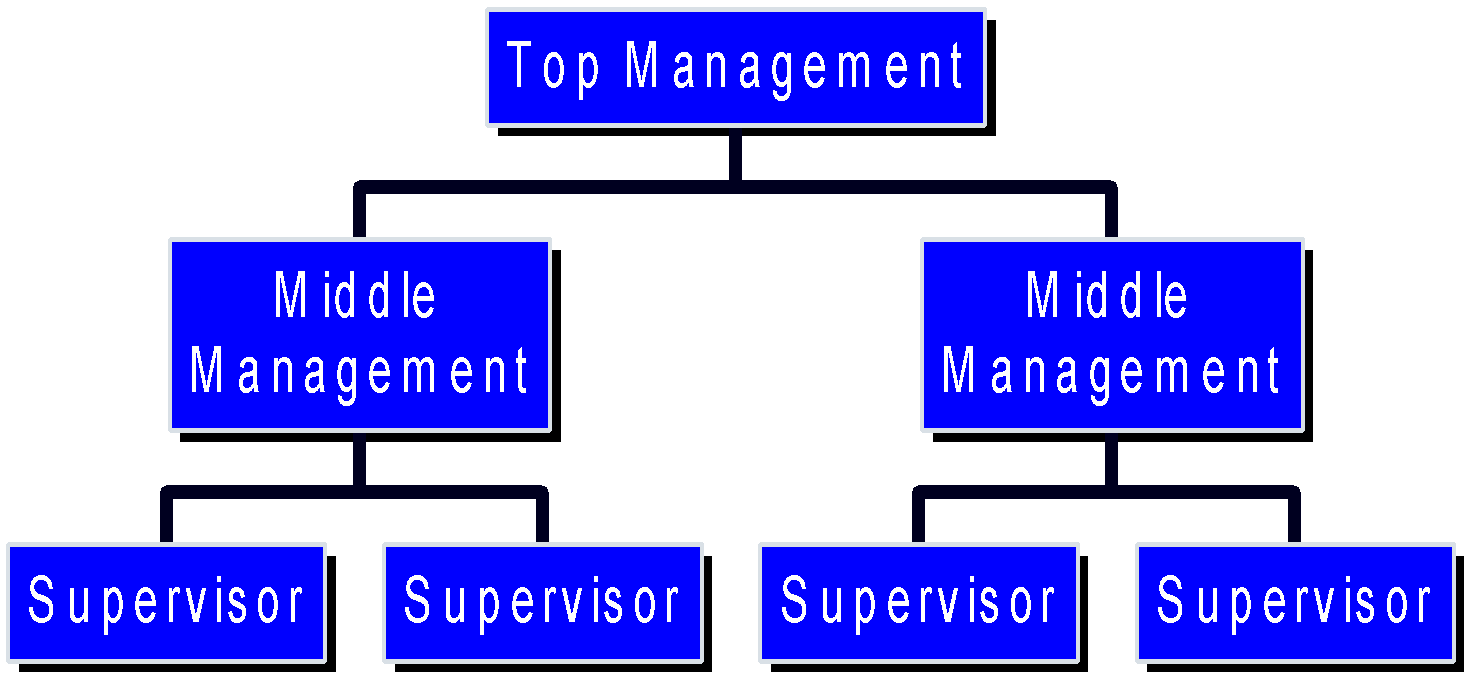 Top Management
Middle
Management
Middle
Management
Supervisor
Supervisor
Supervisor
Supervisor